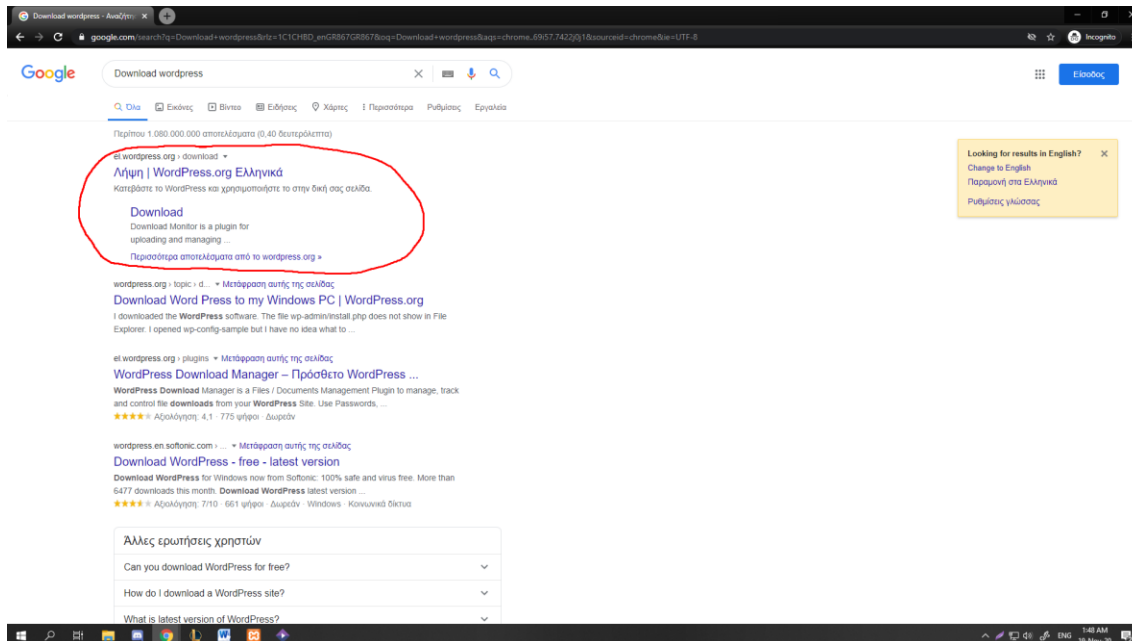 Download wordpress - Αναζήτησ
google.com/search?q=Download+wordpress&rlz=1C1CHBD_enGR867GR867&oq=Download+wordpress&aqs=chrome..69i57.7422j0j1&sourceid=chrome&ie=UTF-8
Incognito
Google
Download wordpress
Είσοδος
Όλα Εικόνες Βίντεο Ειδήσεις Χάρτες Περισσότερα Ρυθμίσεις Εργαλεία
Περίπου 1.080.000.000 αποτελέσματα (0,40 δευτερόλεπτα)
el.wordpress.org › download
Λήψη | WordPress.org Ελληνικά
Κατεβάστε το WordPress και χρησιμοποιήστε το στην δική σας σελίδα.
Download
Download Monitor is a plugin for
uploading and managing ...
Περισσότερα αποτελέσματα από το wordpress.org »
Looking for results in English?
Change to English
Παραμονή στα Ελληνικά
Ρυθμίσεις γλώσσας
wordpress.org › topic › d... Μετάφραση αυτής της σελίδας
Download Word Press to my Windows PC | WordPress.org
I downloaded the WordPress software. The file wp-admin/install.php does not show in File
Explorer. I opened wp-config-sample but I have no idea what to ...
el.wordpress.org › plugins Μετάφραση αυτής της σελίδας
WordPress Download Manager – Πρόσθετο WordPress ...
WordPress Download Manager is a Files / Documents Management Plugin to manage, track
and control file downloads from your WordPress Site. Use Passwords, ...
Αξιολόγηση: 4,1 · 775 ψήφοι · Δωρεάν
wordpress.en.softonic.com › ... Μετάφραση αυτής της σελίδας
Download WordPress - free - latest version
Download WordPress for Windows now from Softonic: 100% safe and virus free. More than
6477 downloads this month. Download WordPress latest version ...
Αξιολόγηση: 7/10 · 661 ψήφοι · Δωρεάν · Windows · Κοινωνικά δίκτυα
Άλλες ερωτήσεις χρηστών
Can you download WordPress for free?
How do I download a WordPress site?
What is latest version of WordPress?
ENG
1:48 AM